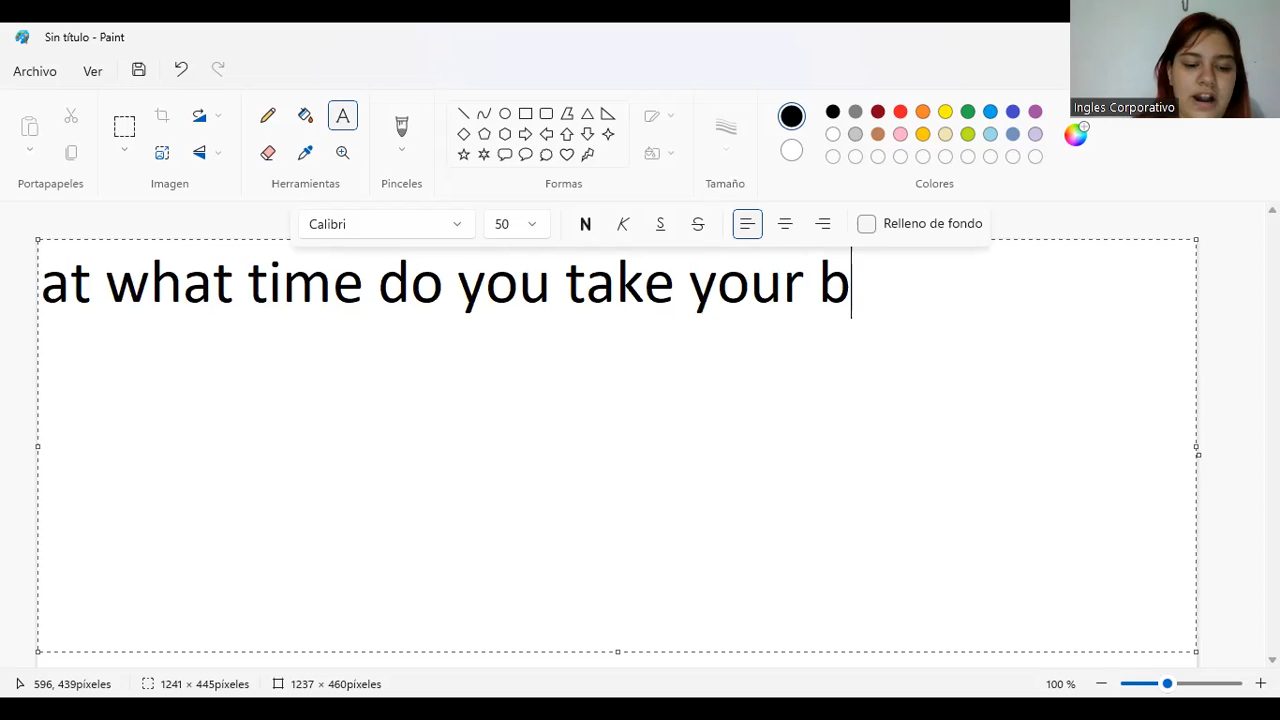 Sin título - Paint
Archivo
Ver
Ingles Corporativo
A
Portapapeles
Imagen
Herramientas
Pinceles
Formas
Tamaño
Colores
Calibri
50
N
K
S
S
Relleno de fondo
at what time do you take your b
596, 439píxeles
1241 × 445píxeles
1237 × 460píxeles
100 %